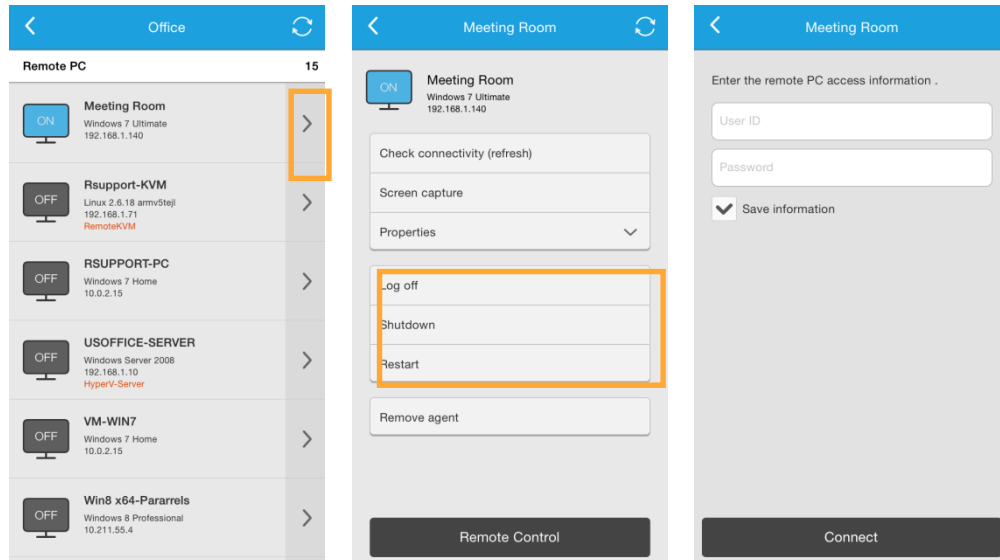 Office
Remote PC 15
ON
Meeting Room
Windows 7 Ultimate
192.168.1.140
OFF
Rsupport-KVM
Linux 2.6.18 armv5tejl
192.168.1.71
RemoteKVM
OFF
RSUPPORT-PC
Windows 7 Home
10.0.2.15
OFF
USOFFICE-SERVER
Windows Server 2008
192.168.1.10
HyperV-Server
OFF
VM-WIN7
Windows 7 Home
10.0.2.15
OFF
Win8 x64-Pararrels
Windows 8 Professional
10.211.55.4
Meeting Room
ON
Meeting Room
Windows 7 Ultimate
192.168.1.140
Check connectivity (refresh)
Screen capture
Properties
Log off
Shutdown
Restart
Remove agent
Remote Control
Meeting Room
Enter the remote PC access information .
User ID
Password
Save information
Connect